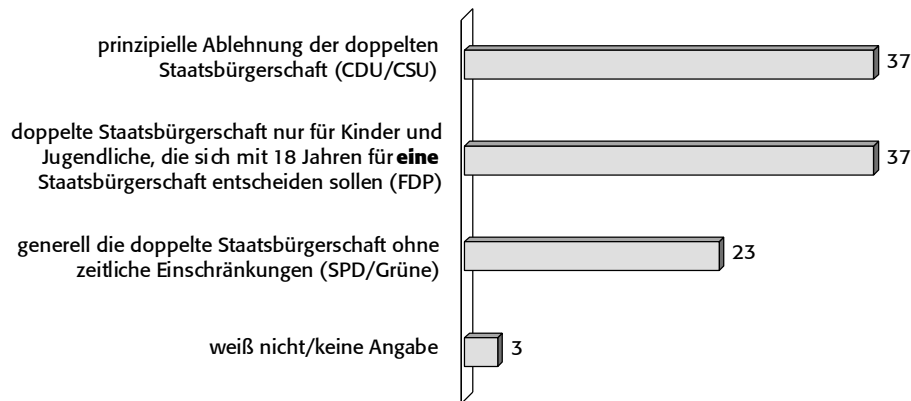 prinzipielle Ablehnung der doppelten
Staatsbürgerschaft (CDU/CSU)
37
doppelte Staatsbürgerschaft nur für Kinder und
Jugendliche, die sich mit 18 Jahren für eine
Staatsbürgerschaft entscheiden sollen (FDP)
37
generell die doppelte Staatsbürgerschaft ohne
zeitliche Einschränkungen (SPD/Grüne)
23
weiß nicht/keine Angabe
3